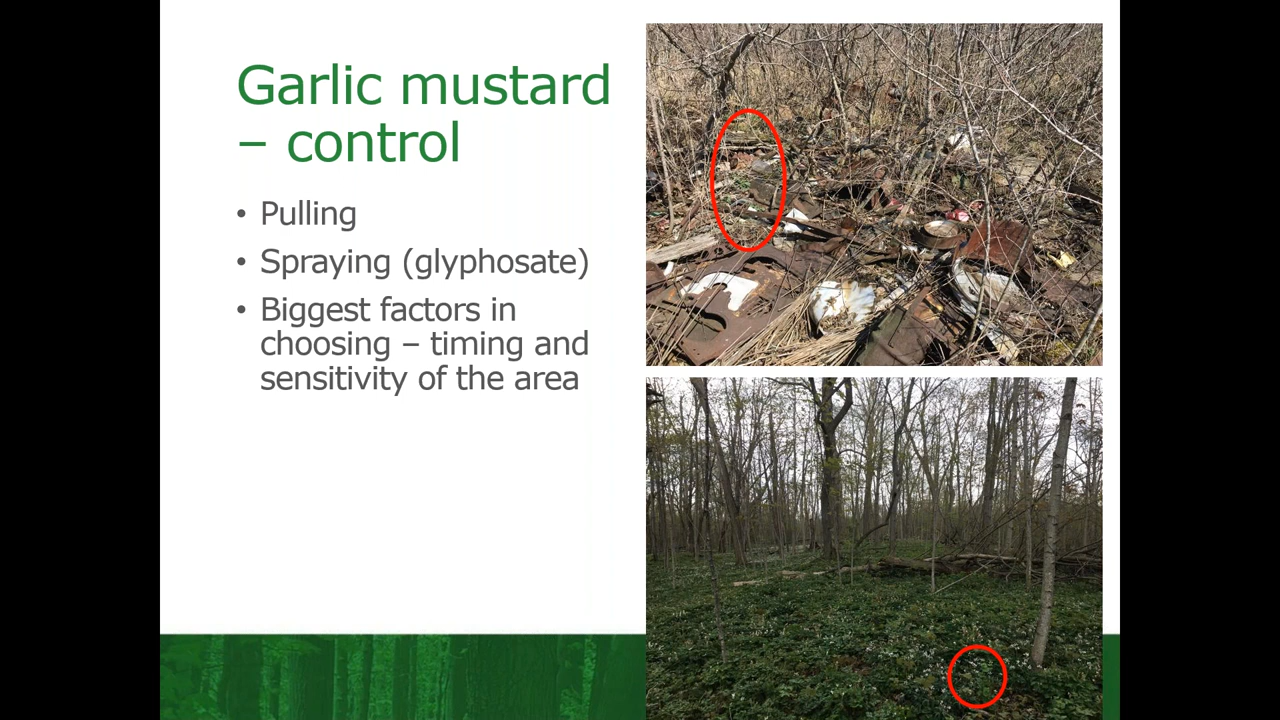 Garlic mustard
– control
• Pulling
• Spraying (glyphosate)
• Biggest factors in
choosing – timing and
sensitivity of the area